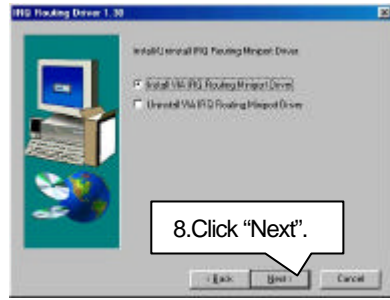 IRQ Routing Driver 1.30
Install/Uninstall IRQ Routing Miniport Driver.
Install VIA IRQ Routing Miniport Driver
Uninstall VIA IRQ Routing Miniport Driver
8.Click “Next”.
< Back
Next >
Cancel